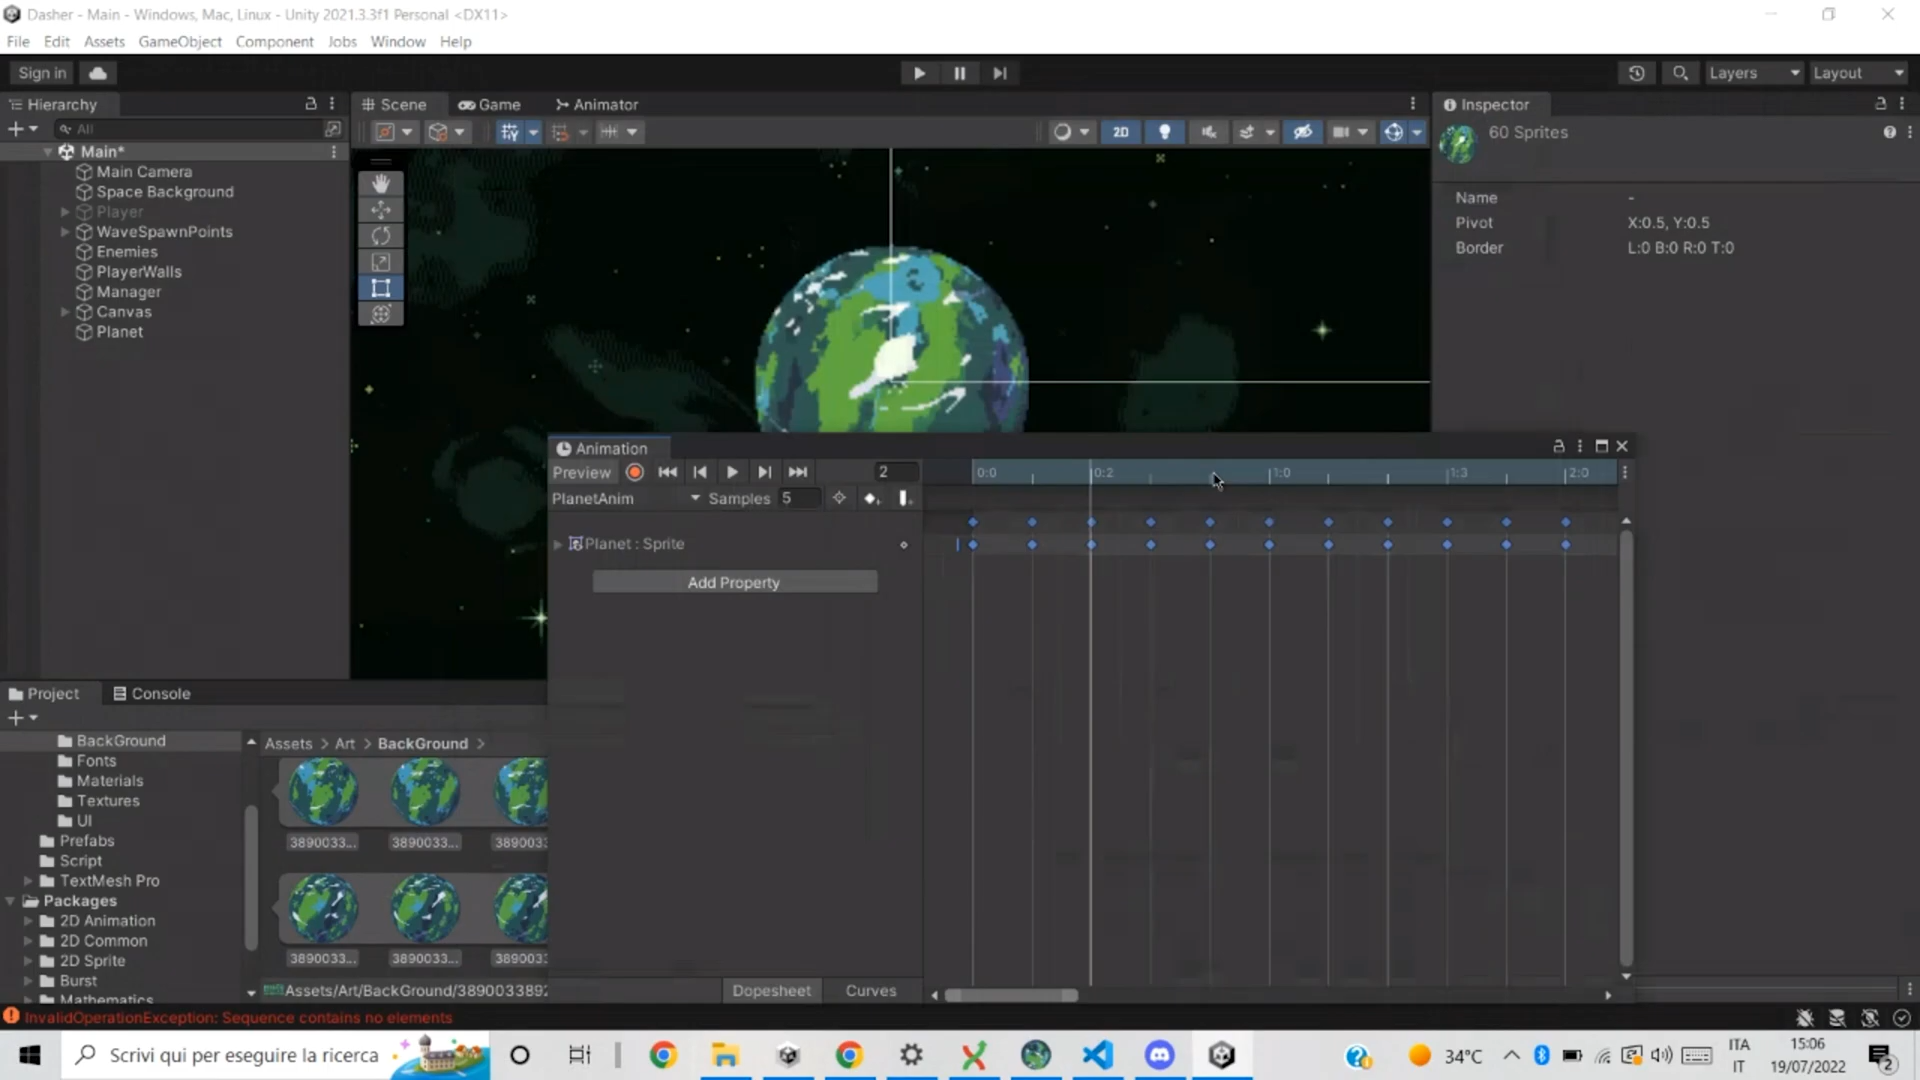 Dasher - Main - Windows, Mac, Linux - Unity 2021.3.3f1 Personal <DX11>
File Edit Assets GameObject Component Jobs Window Help
Sign in
Layers
Layout
Hierarchy
Scene
Game
Animator
Inspector
All
2D
60 Sprites
Main*
Main Camera
Space Background
Player
WaveSpawnPoints
Enemies
PlayerWalls
Manager
Canvas
Planet
Name -
Pivot X:0.5, Y:0.5
Border L:0 B:0 R:0 T:0
Animation
Preview 2
0:0 0:2 1:0 1:3 2:0
PlanetAnim Samples 5
Planet : Sprite
Add Property
Dopesheet Curves
Project Console
BackGround
Fonts
Materials
Textures
UI
Prefabs
Script
TextMesh Pro
Packages
2D Animation
2D Common
2D Sprite
Burst
Mathematics
Assets > Art > BackGround >
3890033... 3890033... 389003
3890033... 3890033... 389003
Assets/Art/BackGround/389003389
InvalidOperationException: Sequence contains no elements
Scrivi qui per eseguire la ricerca
34°C
ITA
IT
15:06
19/07/2022
2